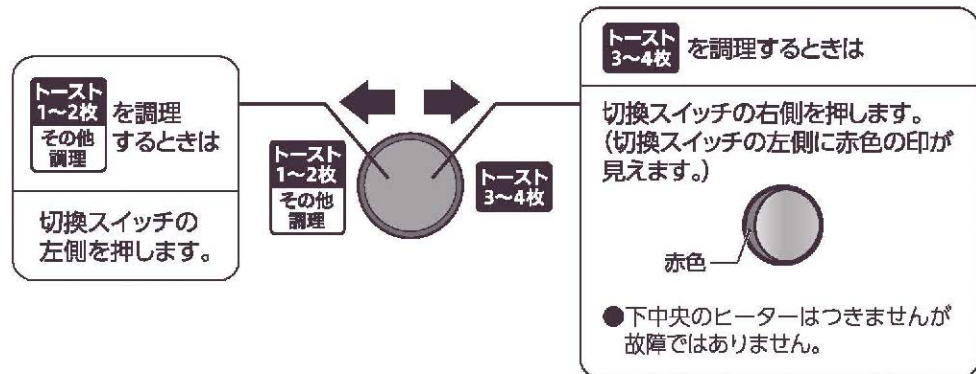 トースト
1〜2枚
その他
調理
を調理
するときは
切換スイッチの
左側を押します。
トースト
1〜2枚
その他
調理
トースト
3〜4枚
トースト
3〜4枚
を調理するときは
切換スイッチの右側を押します。
(切換スイッチの左側に赤色の印が
見えます。)
赤色
●下中央のヒーターはつきませんが
故障ではありません。